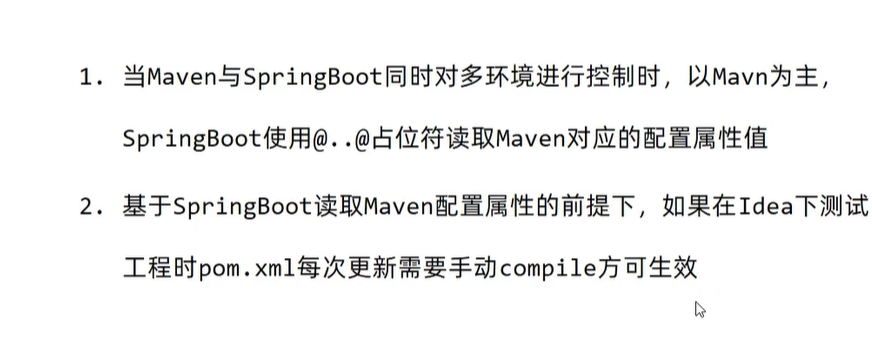 1. 当Maven与SpringBoot同时对多环境进行控制时，以Mavn为主，
SpringBoot使用@..@占位符读取Maven对应的配置属性值
2. 基于SpringBoot读取Maven配置属性的前提下，如果在Idea下测试
工程时pom.xml每次更新需要手动compile方可生效